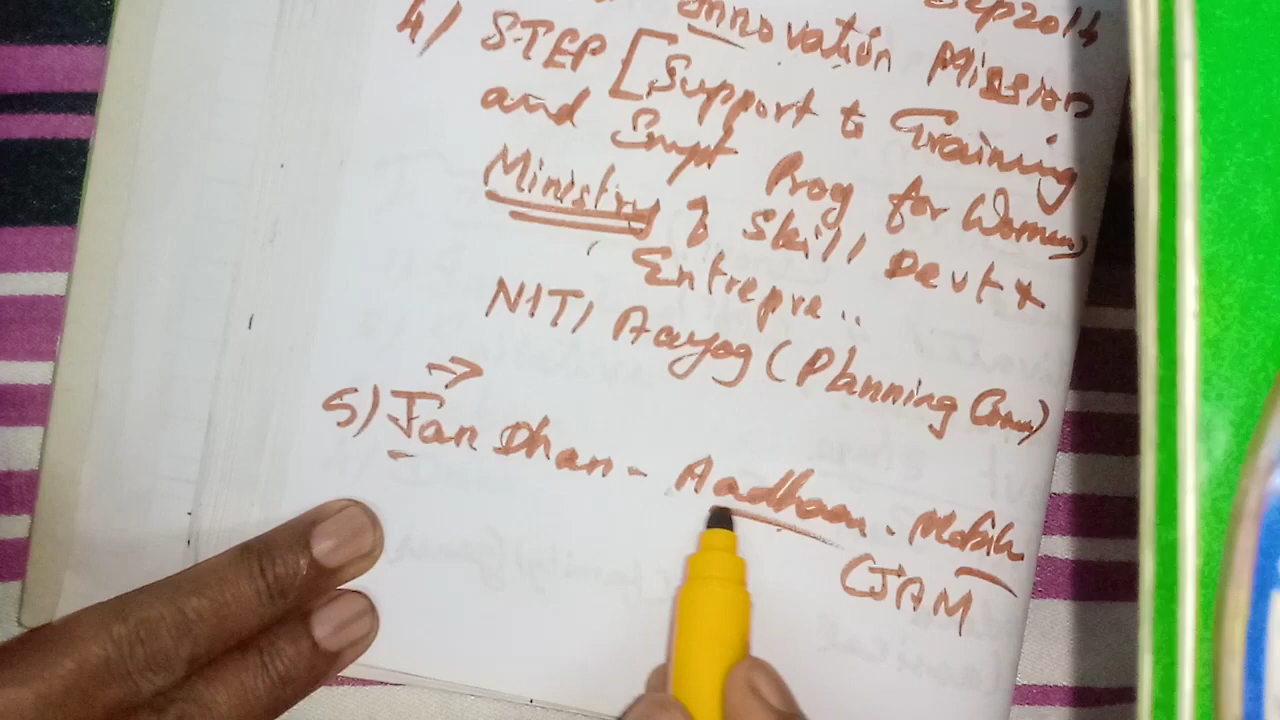 Sep2014
Innovation Mission
4) STEP [Support to Training
and Empt Prog for Women)
Ministry of Skill Devt &
Entrepre..
NITI Aayog (Planning Comm)
→
5) Jan Dhan - Aadhaar - Mobile
(JAM